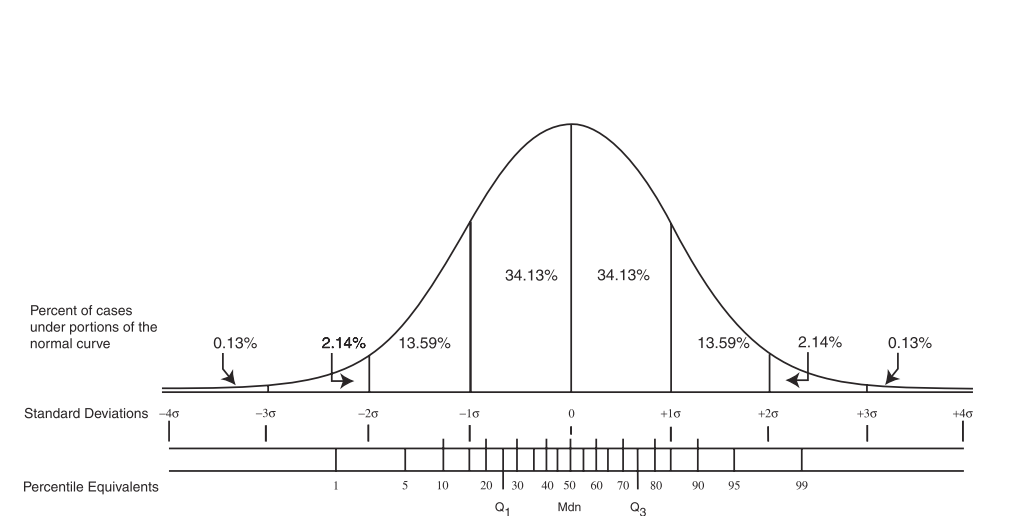 34.13% 34.13%
Percent of cases
under portions of the
normal curve
0.13% 2.14% 13.59% 13.59% 2.14% 0.13%
Standard Deviations −4σ −3σ −2σ −1σ 0 +1σ +2σ +3σ +4σ
Percentile Equivalents 1 5 10 20 30 40 50 60 70 80 90 95 99
Q1 Mdn Q3